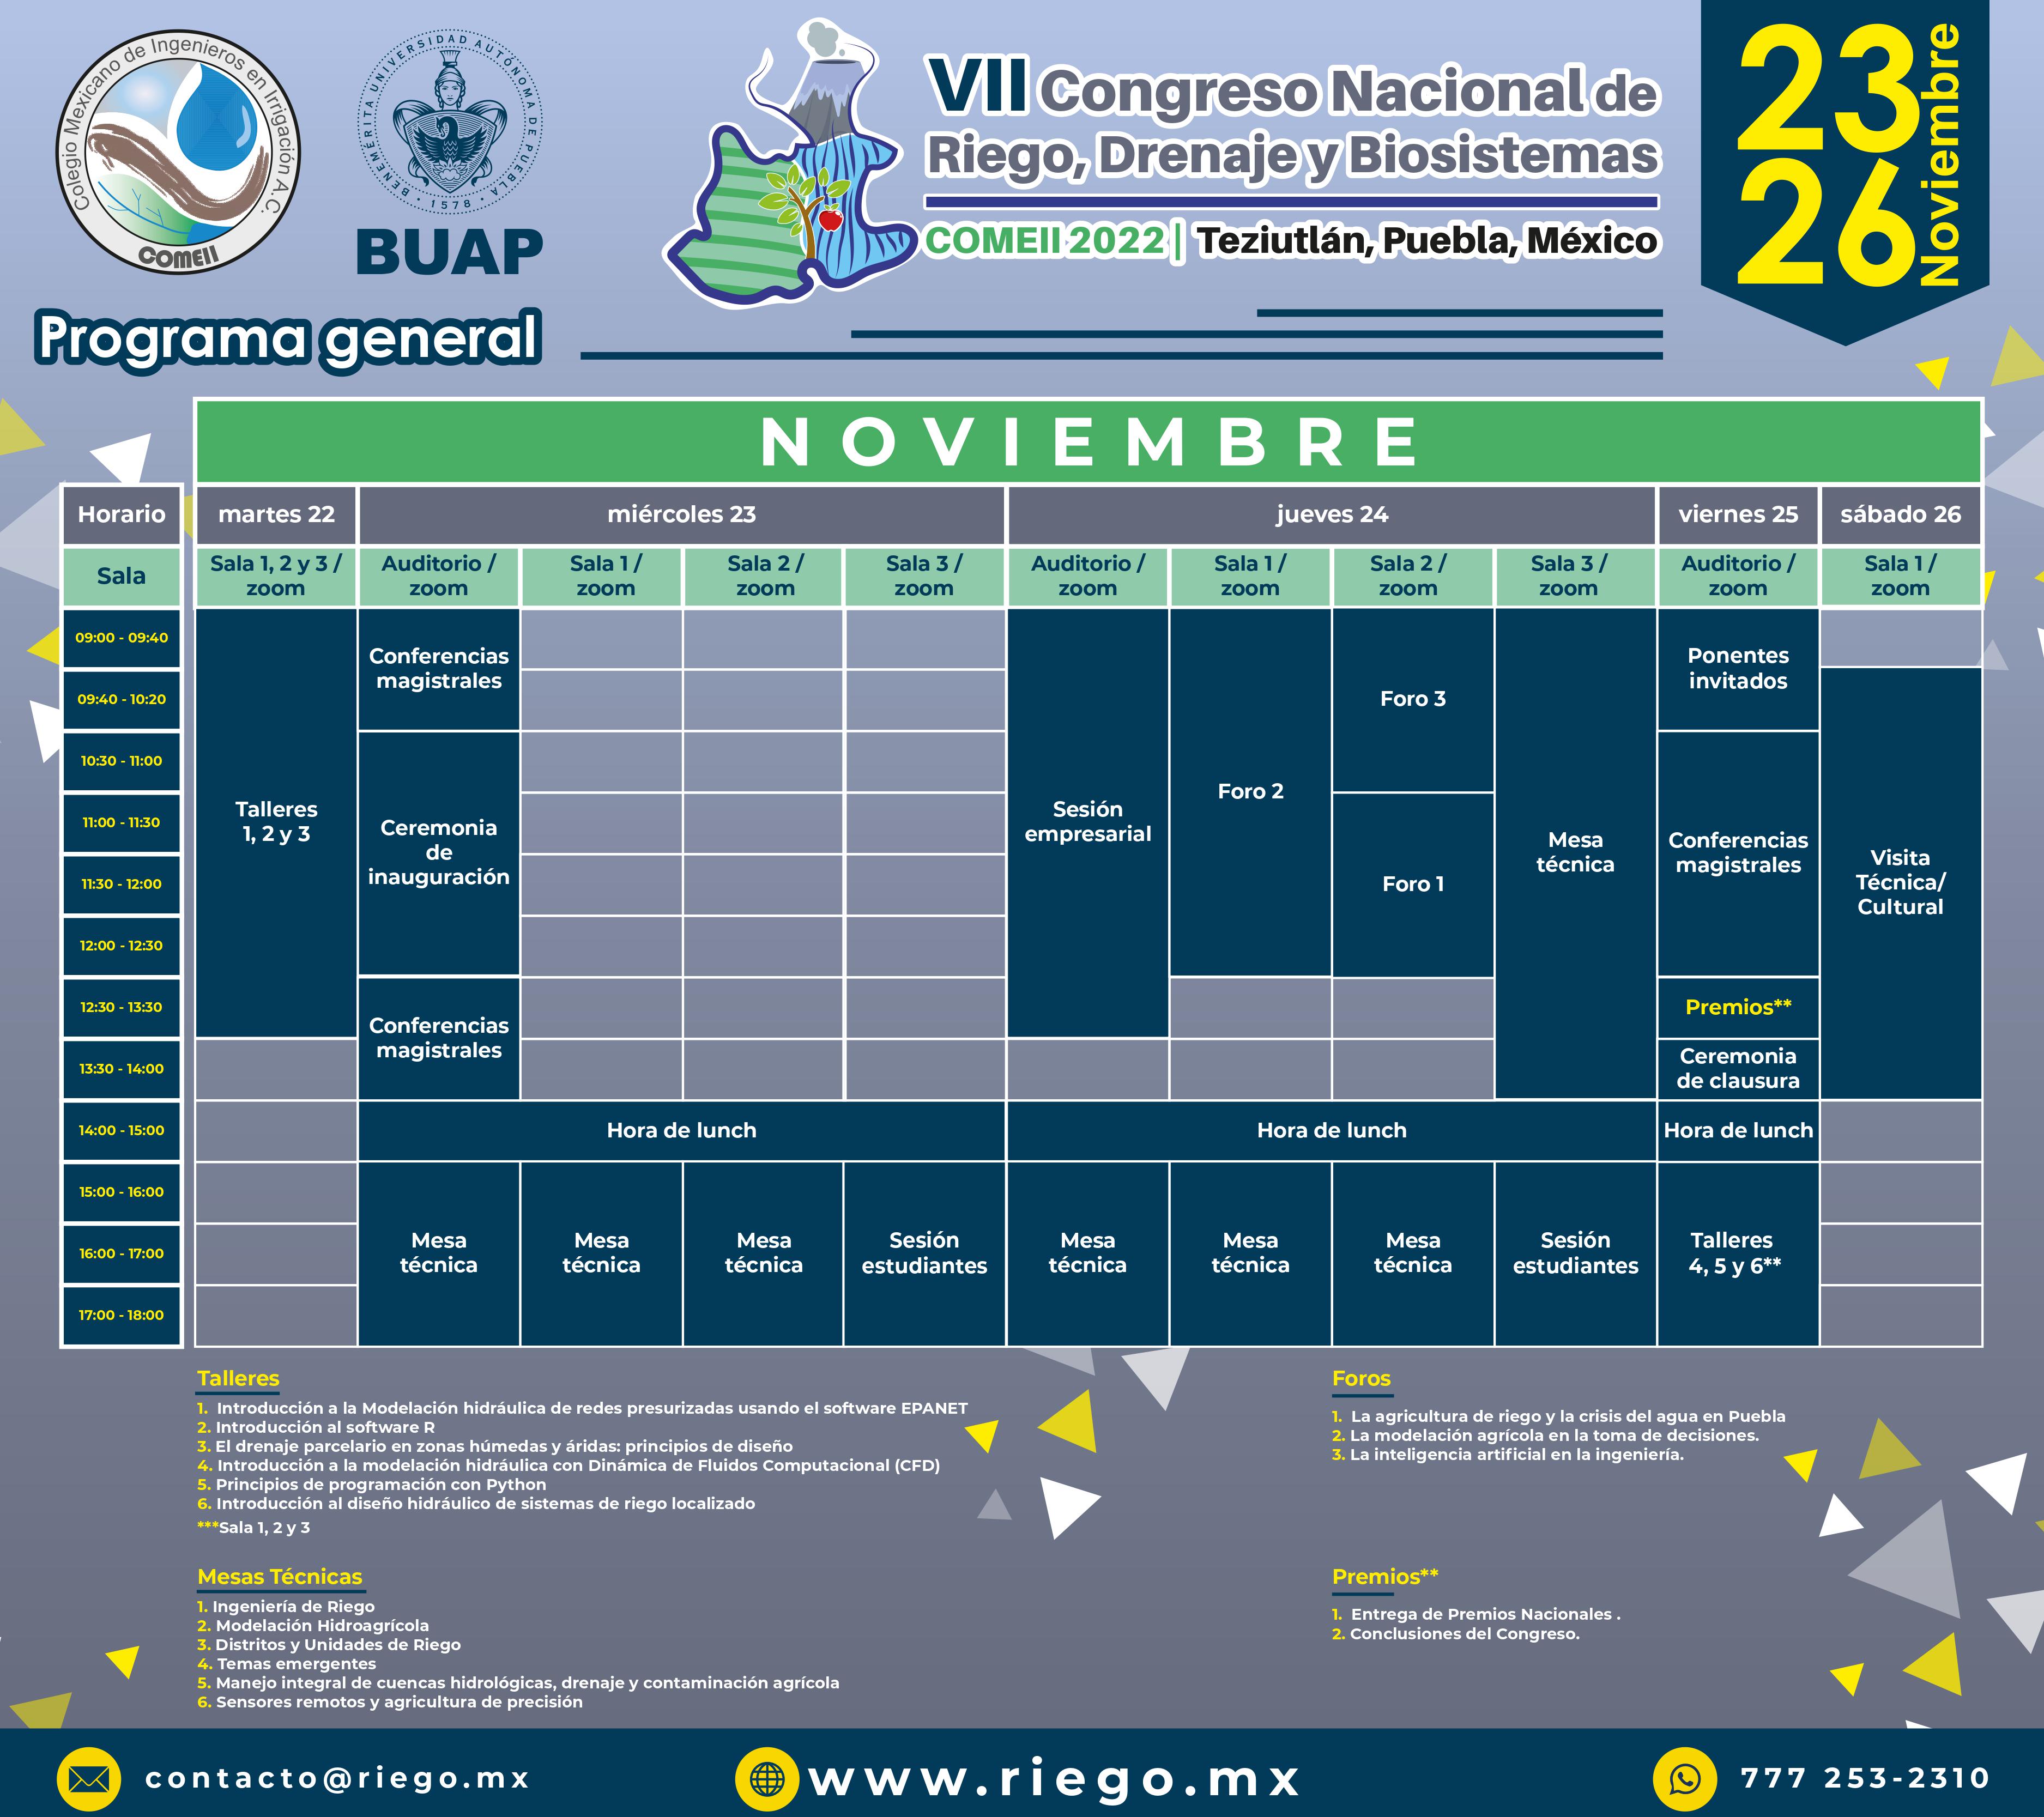 Colegio Mexicano de Ingenieros en Irrigación A.C.
COMEII
BENEMÉRITA UNIVERSIDAD AUTÓNOMA DE PUEBLA
1578
BUAP
VII Congreso Nacional de
Riego, Drenaje y Biosistemas
COMEII 2022 | Teziutlán, Puebla, México
23
26
Noviembre
Programa general
NOVIEMBRE
Horario
martes 22
miércoles 23
jueves 24
viernes 25
sábado 26
Sala
Sala 1, 2 y 3 /
zoom
Auditorio /
zoom
Sala 1 /
zoom
Sala 2 /
zoom
Sala 3 /
zoom
Auditorio /
zoom
Sala 1 /
zoom
Sala 2 /
zoom
Sala 3 /
zoom
Auditorio /
zoom
Sala 1 /
zoom
09:00 - 09:40
09:40 - 10:20
10:30 - 11:00
11:00 - 11:30
11:30 - 12:00
12:00 - 12:30
12:30 - 13:30
13:30 - 14:00
14:00 - 15:00
15:00 - 16:00
16:00 - 17:00
17:00 - 18:00
Talleres
1, 2 y 3
Conferencias
magistrales
Ceremonia
de
inauguración
Conferencias
magistrales
Sesión
empresarial
Foro 2
Foro 3
Foro 1
Mesa
técnica
Ponentes
invitados
Conferencias
magistrales
Premios**
Ceremonia
de clausura
Visita
Técnica/
Cultural
Hora de lunch
Hora de lunch
Hora de lunch
Mesa
técnica
Mesa
técnica
Mesa
técnica
Sesión
estudiantes
Mesa
técnica
Mesa
técnica
Mesa
técnica
Sesión
estudiantes
Talleres
4, 5 y 6**
Talleres
1. Introducción a la Modelación hidráulica de redes presurizadas usando el software EPANET
2. Introducción al software R
3. El drenaje parcelario en zonas húmedas y áridas: principios de diseño
4. Introducción a la modelación hidráulica con Dinámica de Fluidos Computacional (CFD)
5. Principios de programación con Python
6. Introducción al diseño hidráulico de sistemas de riego localizado
***Sala 1, 2 y 3
Foros
1. La agricultura de riego y la crisis del agua en Puebla
2. La modelación agrícola en la toma de decisiones.
3. La inteligencia artificial en la ingeniería.
Mesas Técnicas
1. Ingeniería de Riego
2. Modelación Hidroagrícola
3. Distritos y Unidades de Riego
4. Temas emergentes
5. Manejo integral de cuencas hidrológicas, drenaje y contaminación agrícola
6. Sensores remotos y agricultura de precisión
Premios**
1. Entrega de Premios Nacionales .
2. Conclusiones del Congreso.
contacto@riego.mx
www.riego.mx
777 253-2310